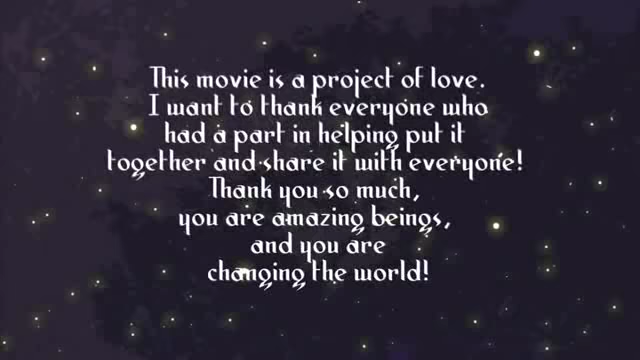 This movie is a project of love.
I want to thank everyone who
had a part in helping put it
together and share it with everyone!
Thank you so much,
you are amazing beings,
and you are
changing the world!